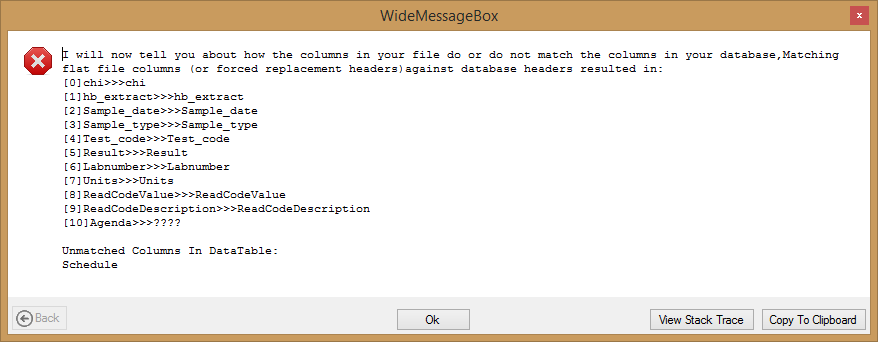 WideMessageBox
x
I will now tell you about how the columns in your file do or do not match the columns in your database,Matching
flat file columns (or forced replacement headers)against database headers resulted in:
[0]chi>>>chi
[1]hb_extract>>>hb_extract
[2]Sample_date>>>Sample_date
[3]Sample_type>>>Sample_type
[4]Test_code>>>Test_code
[5]Result>>>Result
[6]Labnumber>>>Labnumber
[7]Units>>>Units
[8]ReadCodeValue>>>ReadCodeValue
[9]ReadCodeDescription>>>ReadCodeDescription
[10]Agenda>>>????
Unmatched Columns In DataTable:
Schedule
Back
Ok
View Stack Trace
Copy To Clipboard